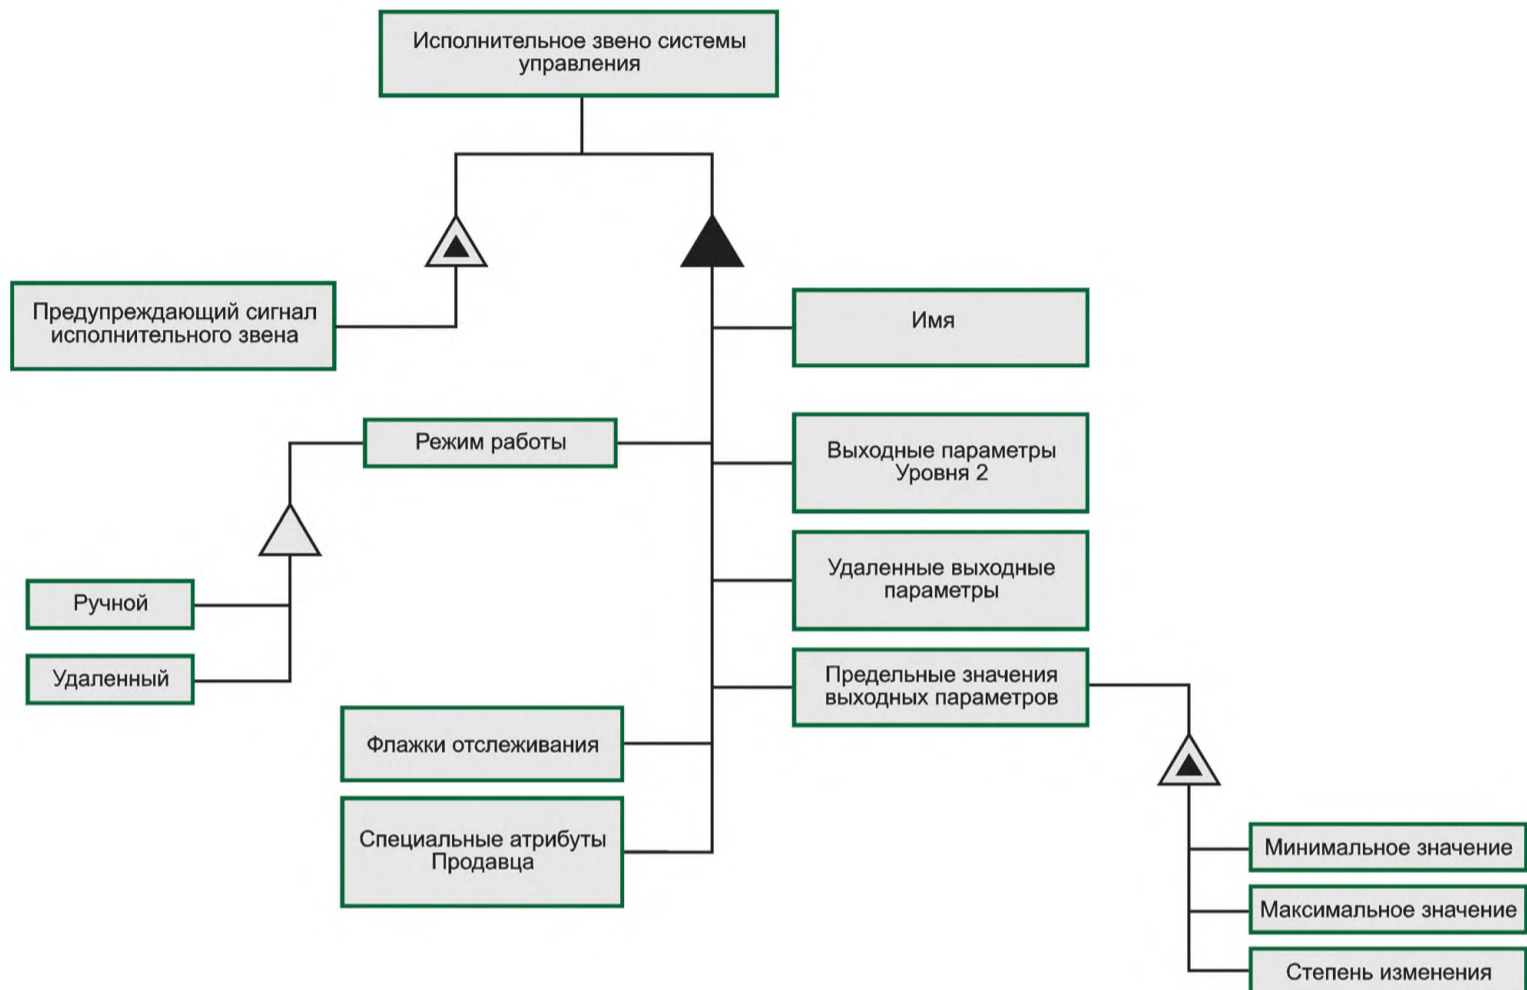 Исполнительное звено системы
управления
Предупреждающий сигнал
исполнительного звена
Имя
Режим работы
Выходные параметры
Уровня 2
Удаленные выходные
параметры
Ручной
Удаленный
Предельные значения
выходных параметров
Флажки отслеживания
Специальные атрибуты
Продавца
Минимальное значение
Максимальное значение
Степень изменения